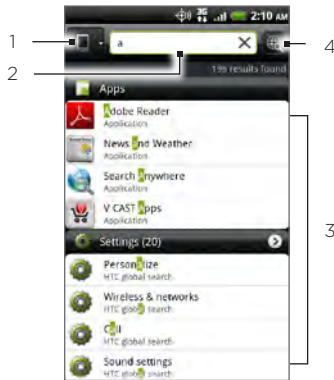 3G 2:10 AM
1
a
4
2
195 results found
Apps
Adobe Reader
Application
News and Weather
Application
Search Anywhere
Application
V CAST Apps
Application
3
Settings (20)
Personalize
HTC global search
Wireless & networks
HTC global search
Call
HTC global search
Sound settings
HTC global search